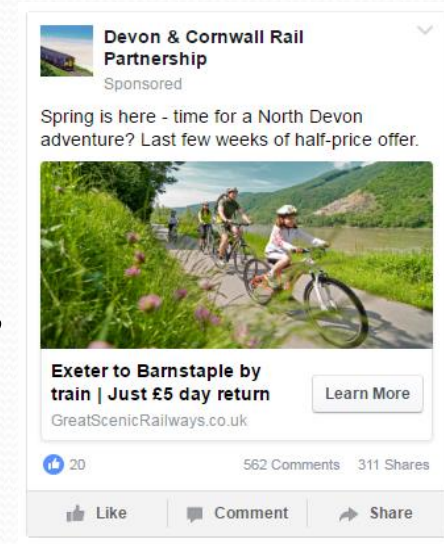 Devon & Cornwall Rail
Partnership
Sponsored
Spring is here - time for a North Devon
adventure? Last few weeks of half-price offer.
Exeter to Barnstaple by
train | Just £5 day return
Learn More
GreatScenicRailways.co.uk
20
562 Comments 311 Shares
Like Comment Share